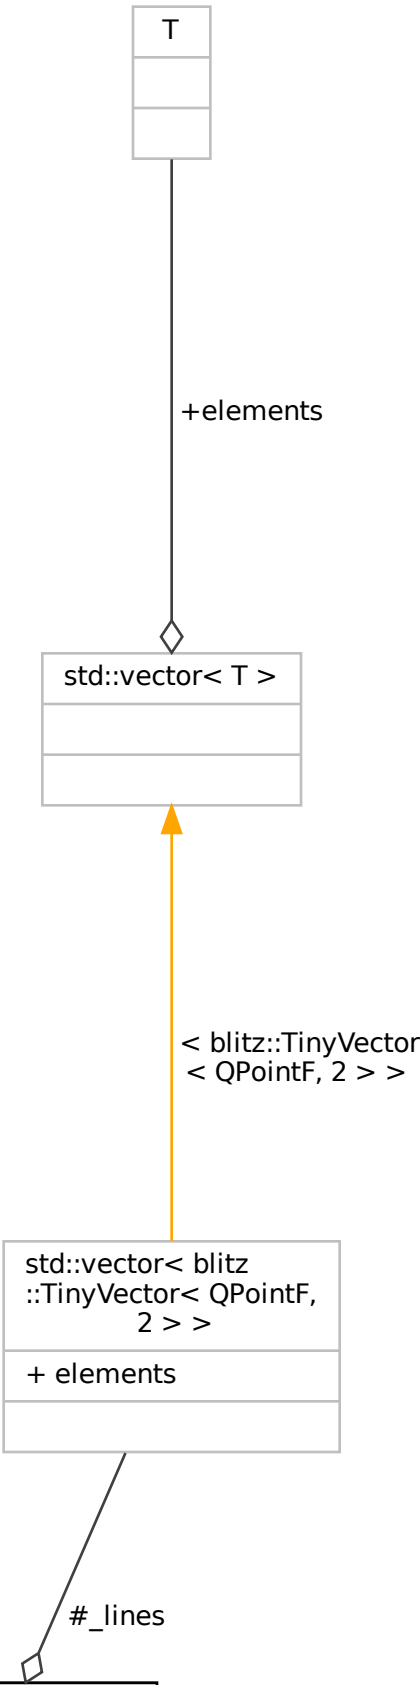 T
+elements
std::vector< T >
< blitz::TinyVector
< QPointF, 2 > >
std::vector< blitz
::TinyVector< QPointF,
2 > >
+ elements
#_lines